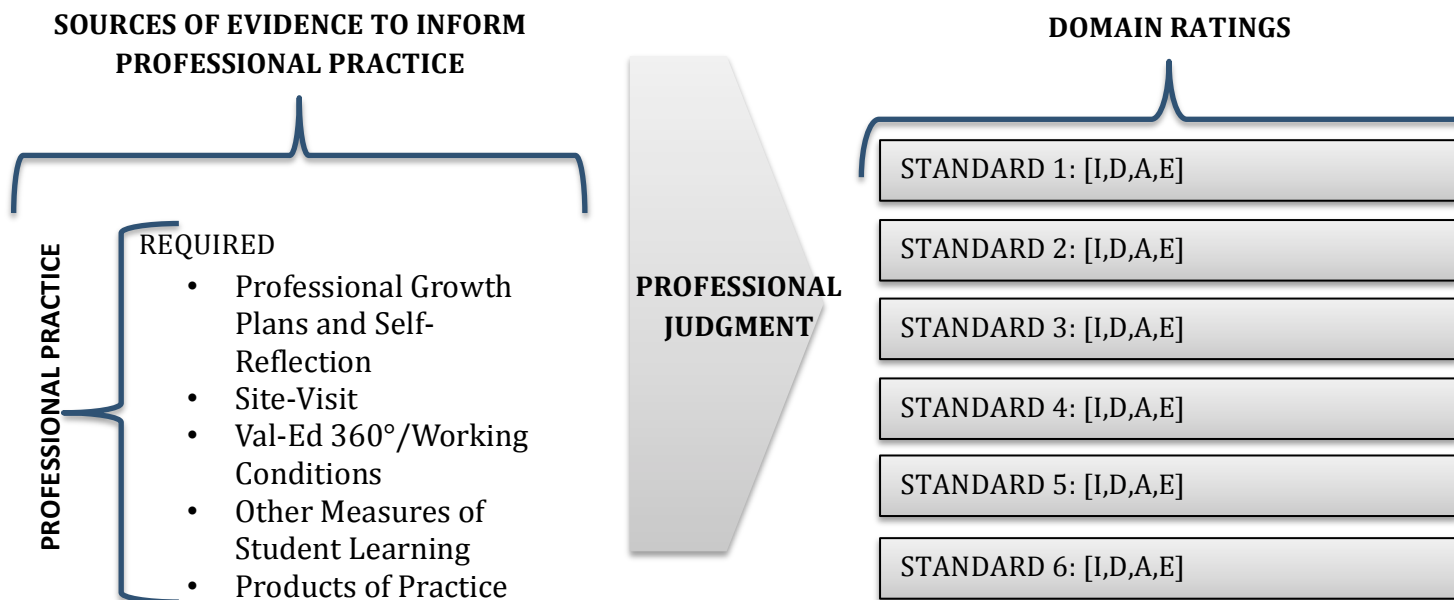 SOURCES OF EVIDENCE TO INFORM
PROFESSIONAL PRACTICE
PROFESSIONAL PRACTICE
REQUIRED
• Professional Growth
Plans and Self-
Reflection
• Site-Visit
• Val-Ed 360°/Working
Conditions
• Other Measures of
Student Learning
• Products of Practice
PROFESSIONAL
JUDGMENT
DOMAIN RATINGS
STANDARD 1: [I,D,A,E]
STANDARD 2: [I,D,A,E]
STANDARD 3: [I,D,A,E]
STANDARD 4: [I,D,A,E]
STANDARD 5: [I,D,A,E]
STANDARD 6: [I,D,A,E]